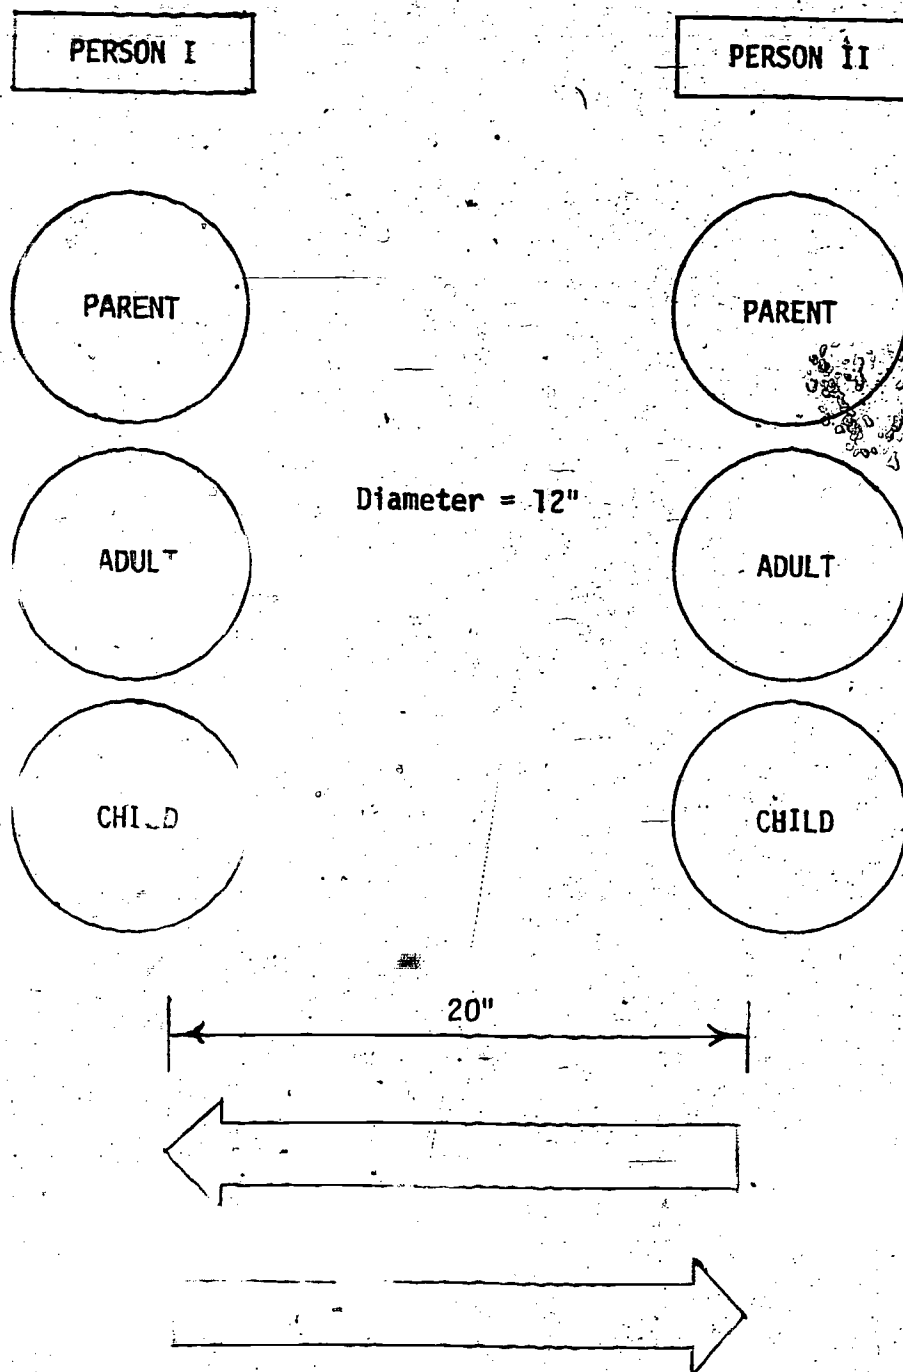 PERSON I
PERSON II
PARENT
PARENT
Diameter = 12"
ADULT
ADULT
CHILD
CHILD
20"